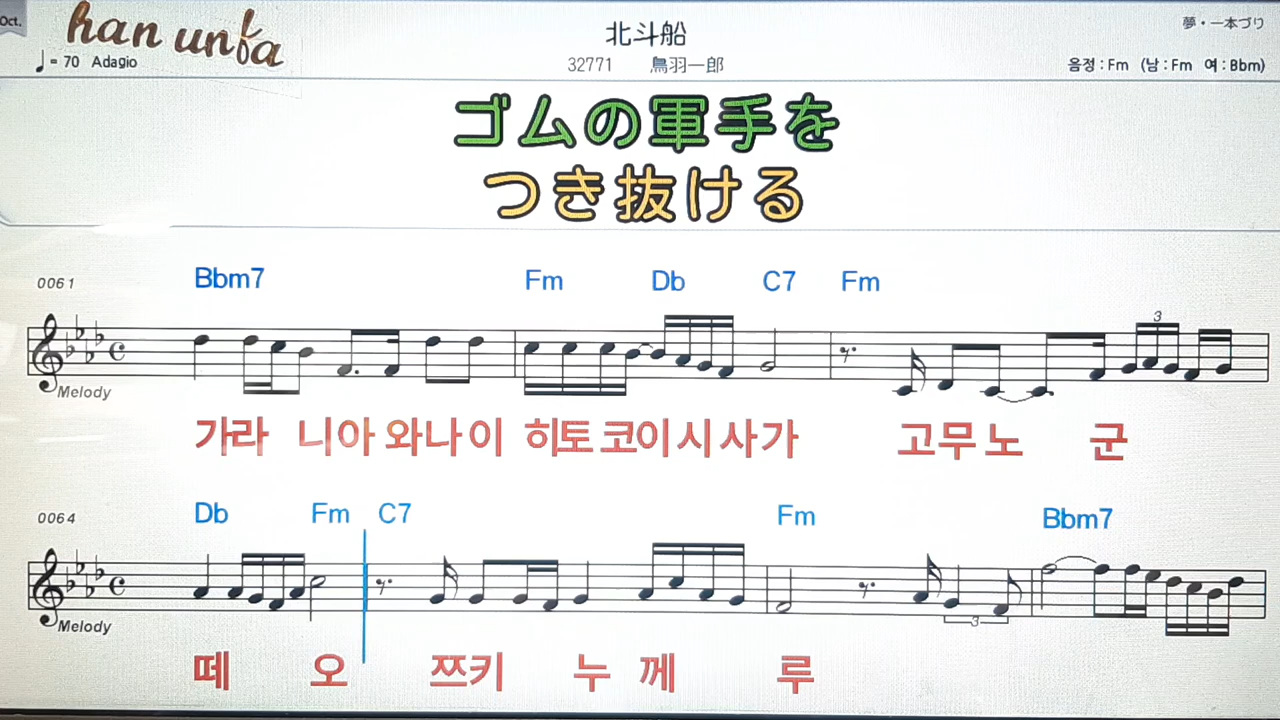 Oct.
han unfa
♩= 70 Adagio
北斗船
32771 鳥羽一郎
夢・一本づり
음정 : Fm (남 : Fm 여 : Bbm)
ゴムの軍手を
つき抜ける
0061
Bbm7 Fm Db C7 Fm
3
Melody
가라 니아 와나이 히토 코이시사가 고무노 군
0064
Db Fm C7 Fm Bbm7
3
Melody
떼 오 쯔키 누 께 루